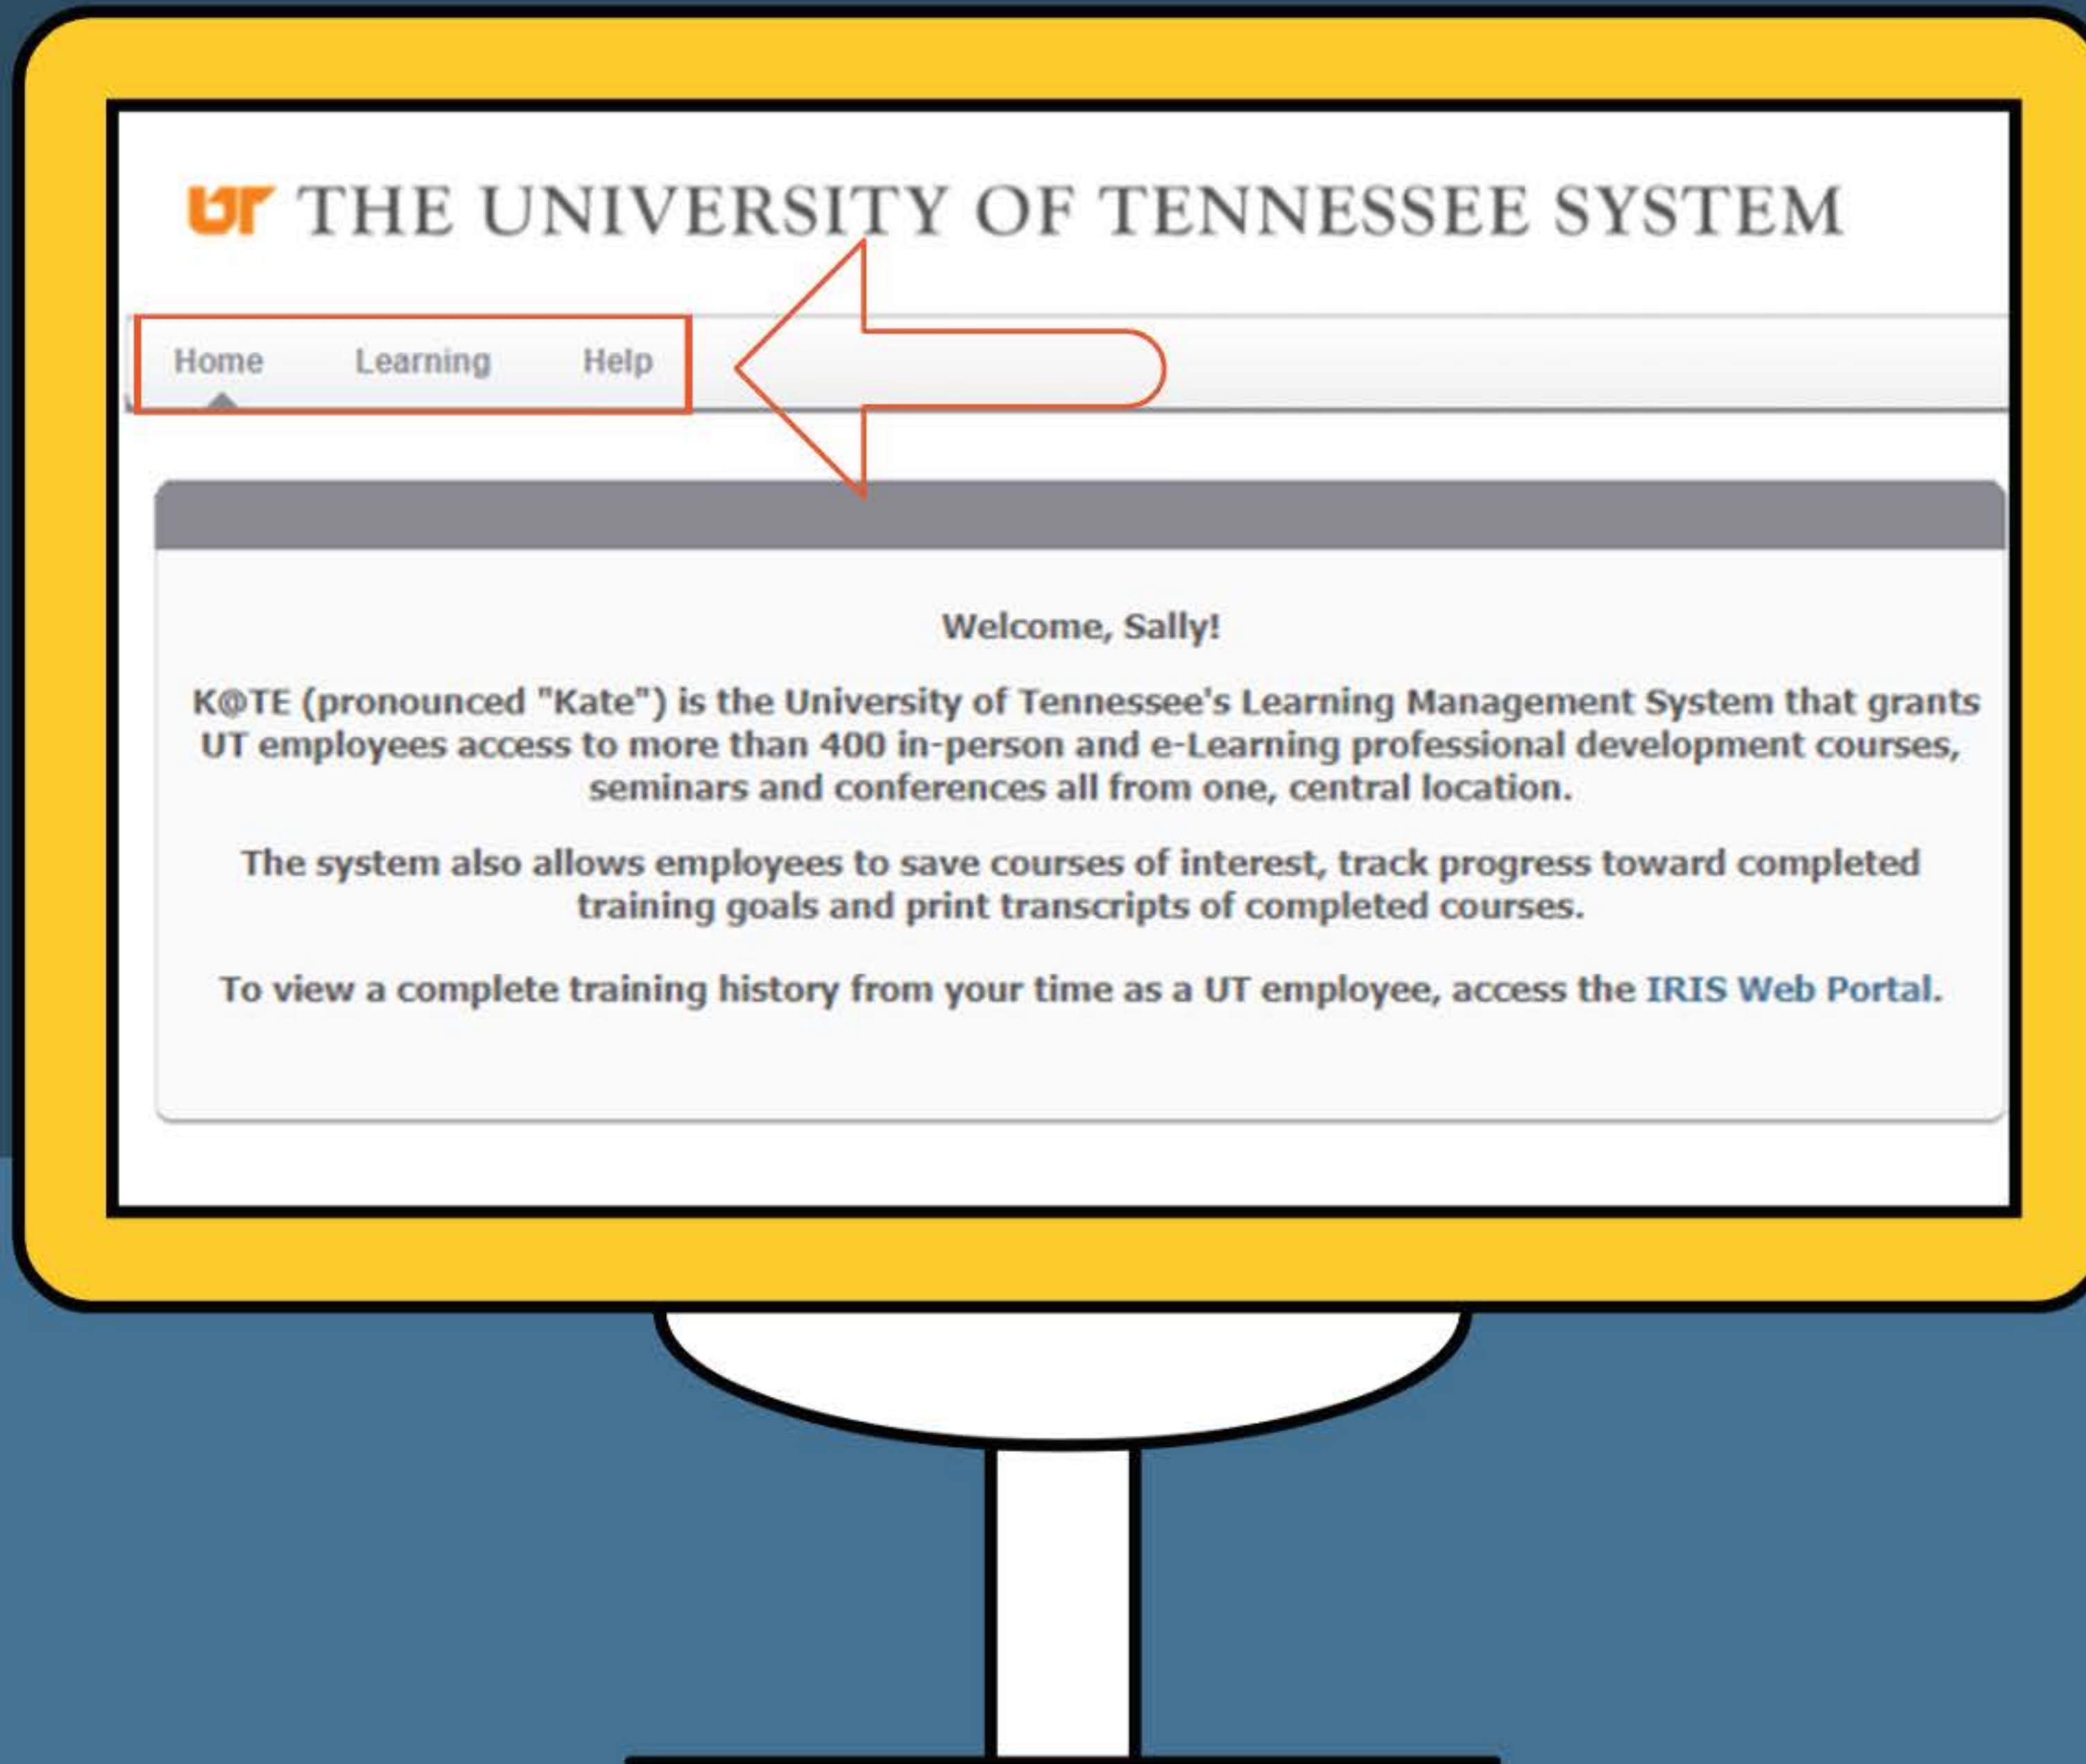 UT THE UNIVERSITY OF TENNESSEE SYSTEM
Home Learning Help
Welcome, Sally!
K@TE (pronounced "Kate") is the University of Tennessee's Learning Management System that grants
UT employees access to more than 400 in-person and e-Learning professional development courses,
seminars and conferences all from one, central location.
The system also allows employees to save courses of interest, track progress toward completed
training goals and print transcripts of completed courses.
To view a complete training history from your time as a UT employee, access the IRIS Web Portal.